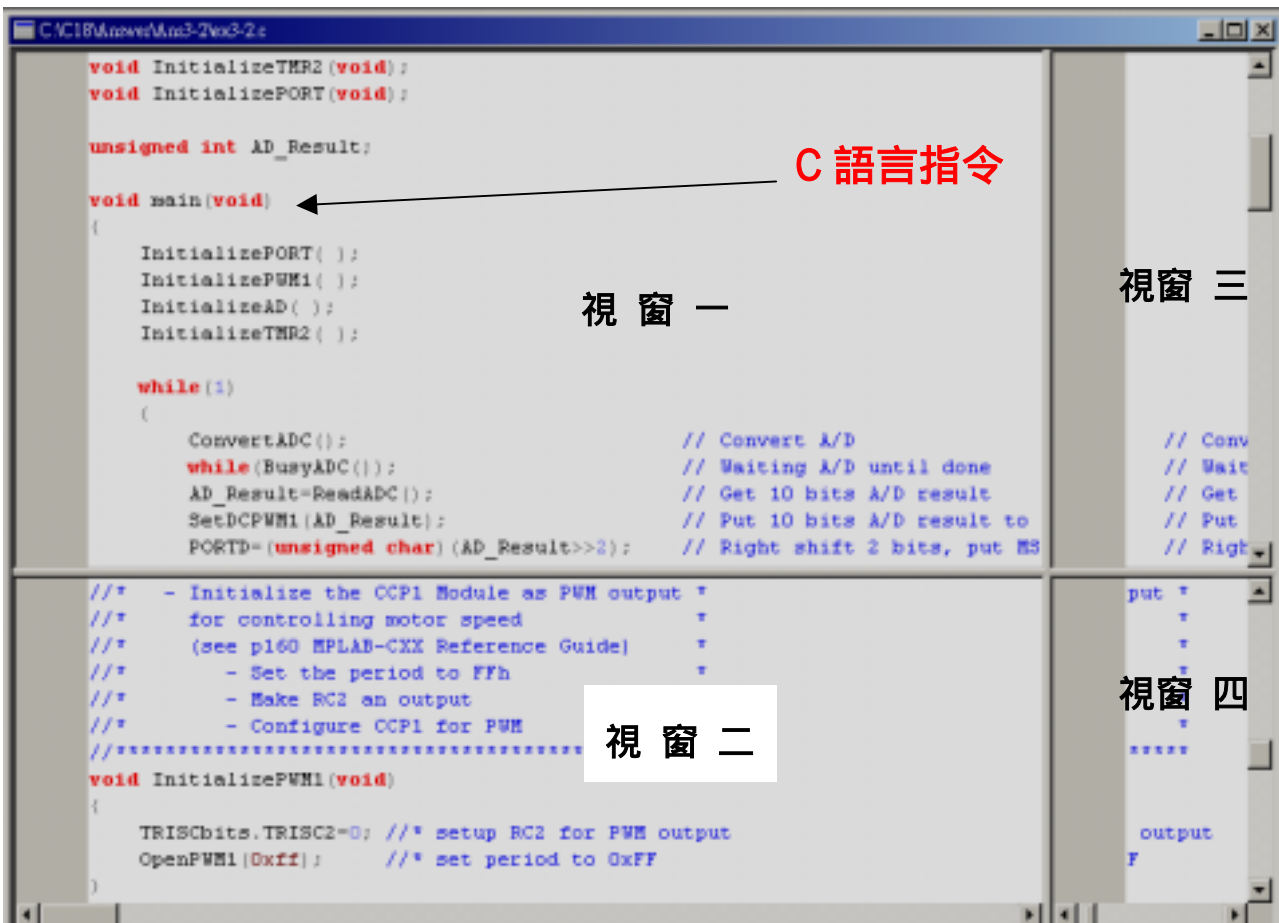 C:\C18\Answer\Ans3-2\ex3-2.c
void InitializeTMR2(void);
void InitializePORT(void);
unsigned int AD_Result;
C 語言指令
void main(void)
{
InitializePORT( );
InitializePWM1( );
InitializeAD( );
InitializeTMR2( );
視 窗 一
視窗 三
while(1)
{
ConvertADC(); // Convert A/D
while(BusyADC()); // Waiting A/D until done
AD_Result=ReadADC(); // Get 10 bits A/D result
SetDCPWM1(AD_Result); // Put 10 bits A/D result to
PORTD=(unsigned char)(AD_Result>>2); // Right shift 2 bits, put MS
// Conv
// Wait
// Get
// Put
// Righ
//* - Initialize the CCP1 Module as PWM output *
//* for controlling motor speed *
//* (see p160 MPLAB-CXX Reference Guide) *
//* - Set the period to FFh *
//* - Make RC2 an output
//* - Configure CCP1 for PWM
//**************************************
視 窗 二
void InitializePWM1(void)
{
TRISCbits.TRISC2=0; //* setup RC2 for PWM output
OpenPWM1(0xff); //* set period to 0xFF
}
put *
*
*
*
視窗 四
*
*****
output
F